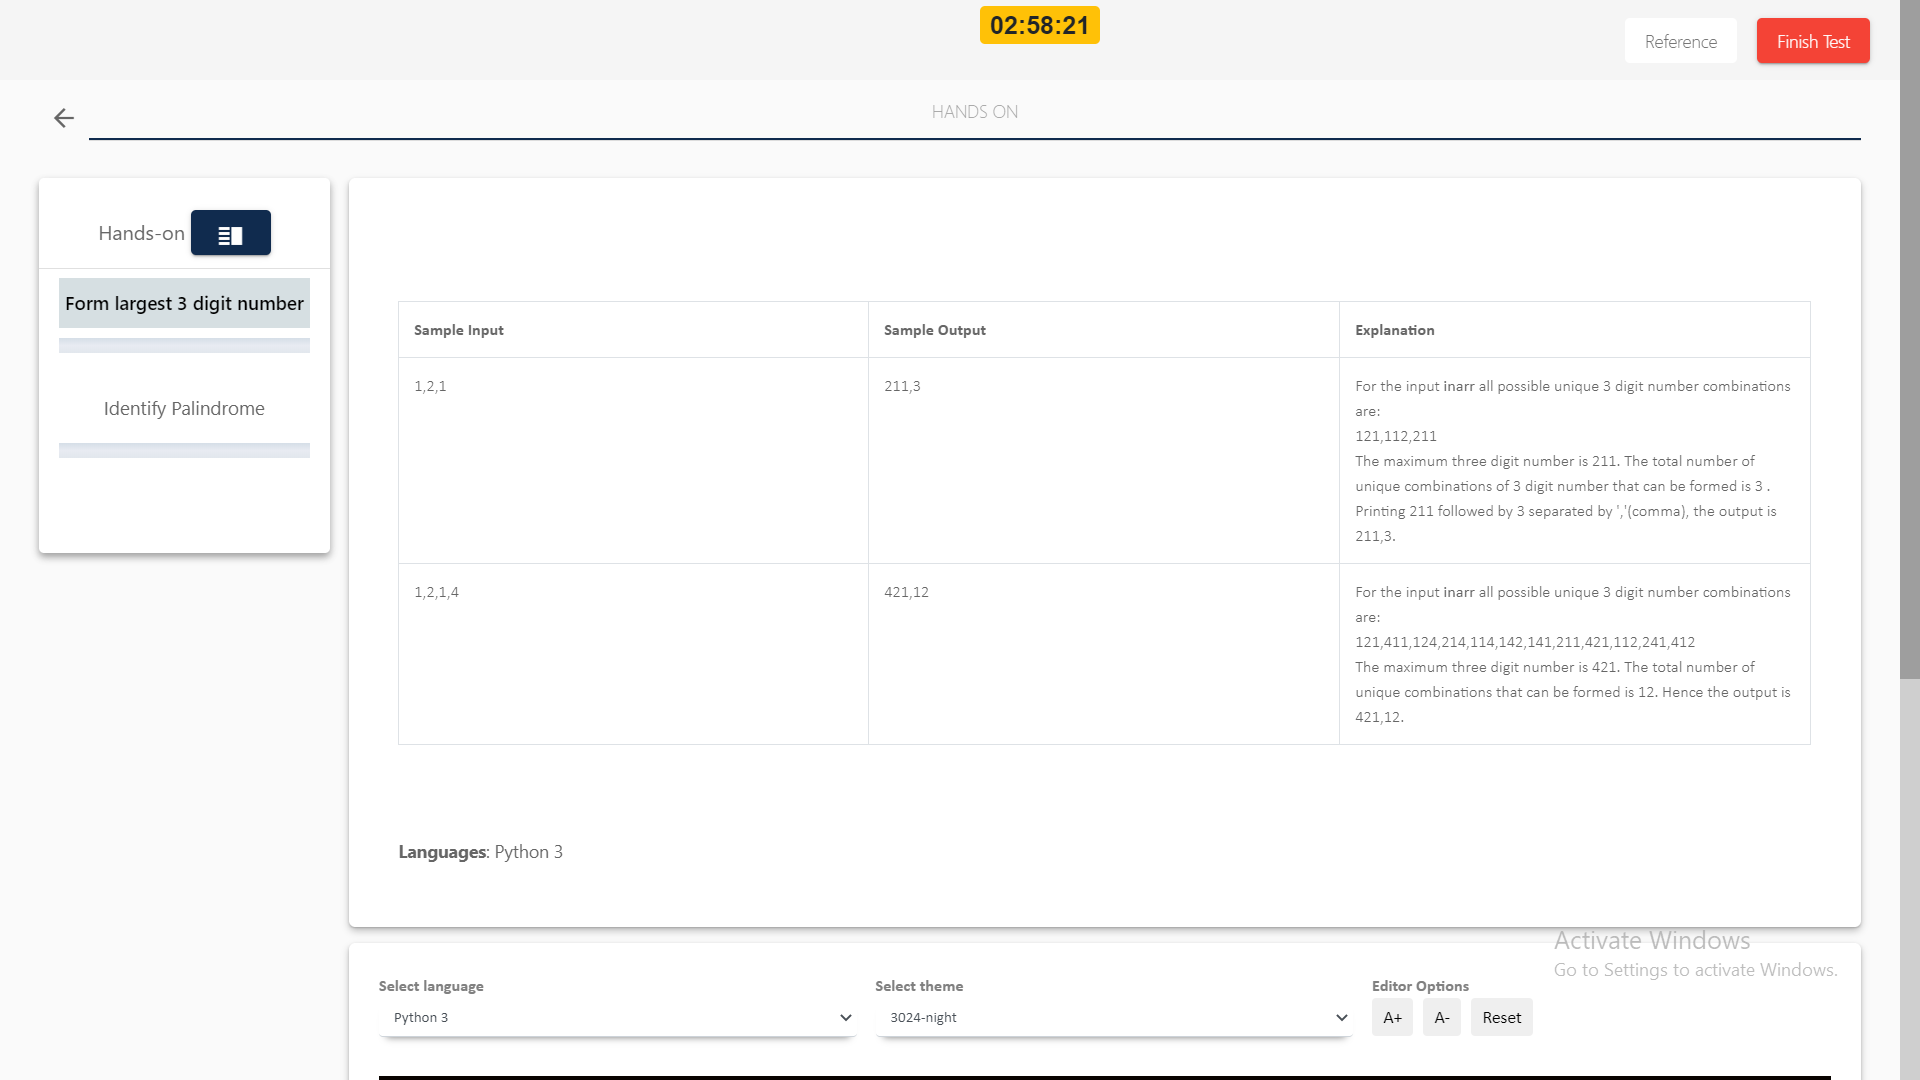 02:58:21
Reference
Finish Test
HANDS ON
Hands-on
Form largest 3 digit number
Identify Palindrome
Sample Input
Sample Output
Explanation
1,2,1
211,3
For the input inarr all possible unique 3 digit number combinations
are:
121,112,211
The maximum three digit number is 211. The total number of
unique combinations of 3 digit number that can be formed is 3 .
Printing 211 followed by 3 separated by ','(comma), the output is
211,3.
1,2,1,4
421,12
For the input inarr all possible unique 3 digit number combinations
are:
121,411,124,214,114,142,141,211,421,112,241,412
The maximum three digit number is 421. The total number of
unique combinations that can be formed is 12. Hence the output is
421,12.
Languages: Python 3
Activate Windows
Go to Settings to activate Windows.
Select language
Select theme
Editor Options
Python 3
3024-night
A+
A-
Reset